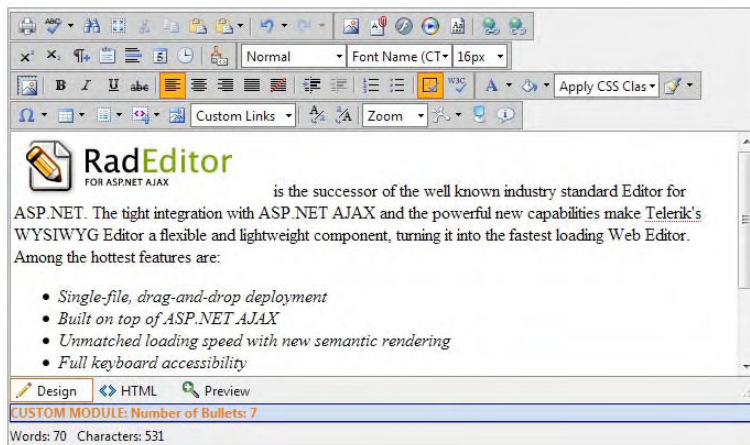 Normal Font Name (CT 16px
B I U abc W3C A Apply CSS Clas
Ω Custom Links Zoom
RadEditor
FOR ASP.NET AJAX
is the successor of the well known industry standard Editor for
ASP.NET. The tight integration with ASP.NET AJAX and the powerful new capabilities make Telerik's
WYSIWYG Editor a flexible and lightweight component, turning it into the fastest loading Web Editor.
Among the hottest features are:
• Single-file, drag-and-drop deployment
• Built on top of ASP.NET AJAX
• Unmatched loading speed with new semantic rendering
• Full keyboard accessibility
Design HTML Preview
CUSTOM MODULE: Number of Bullets: 7
Words: 70 Characters: 531